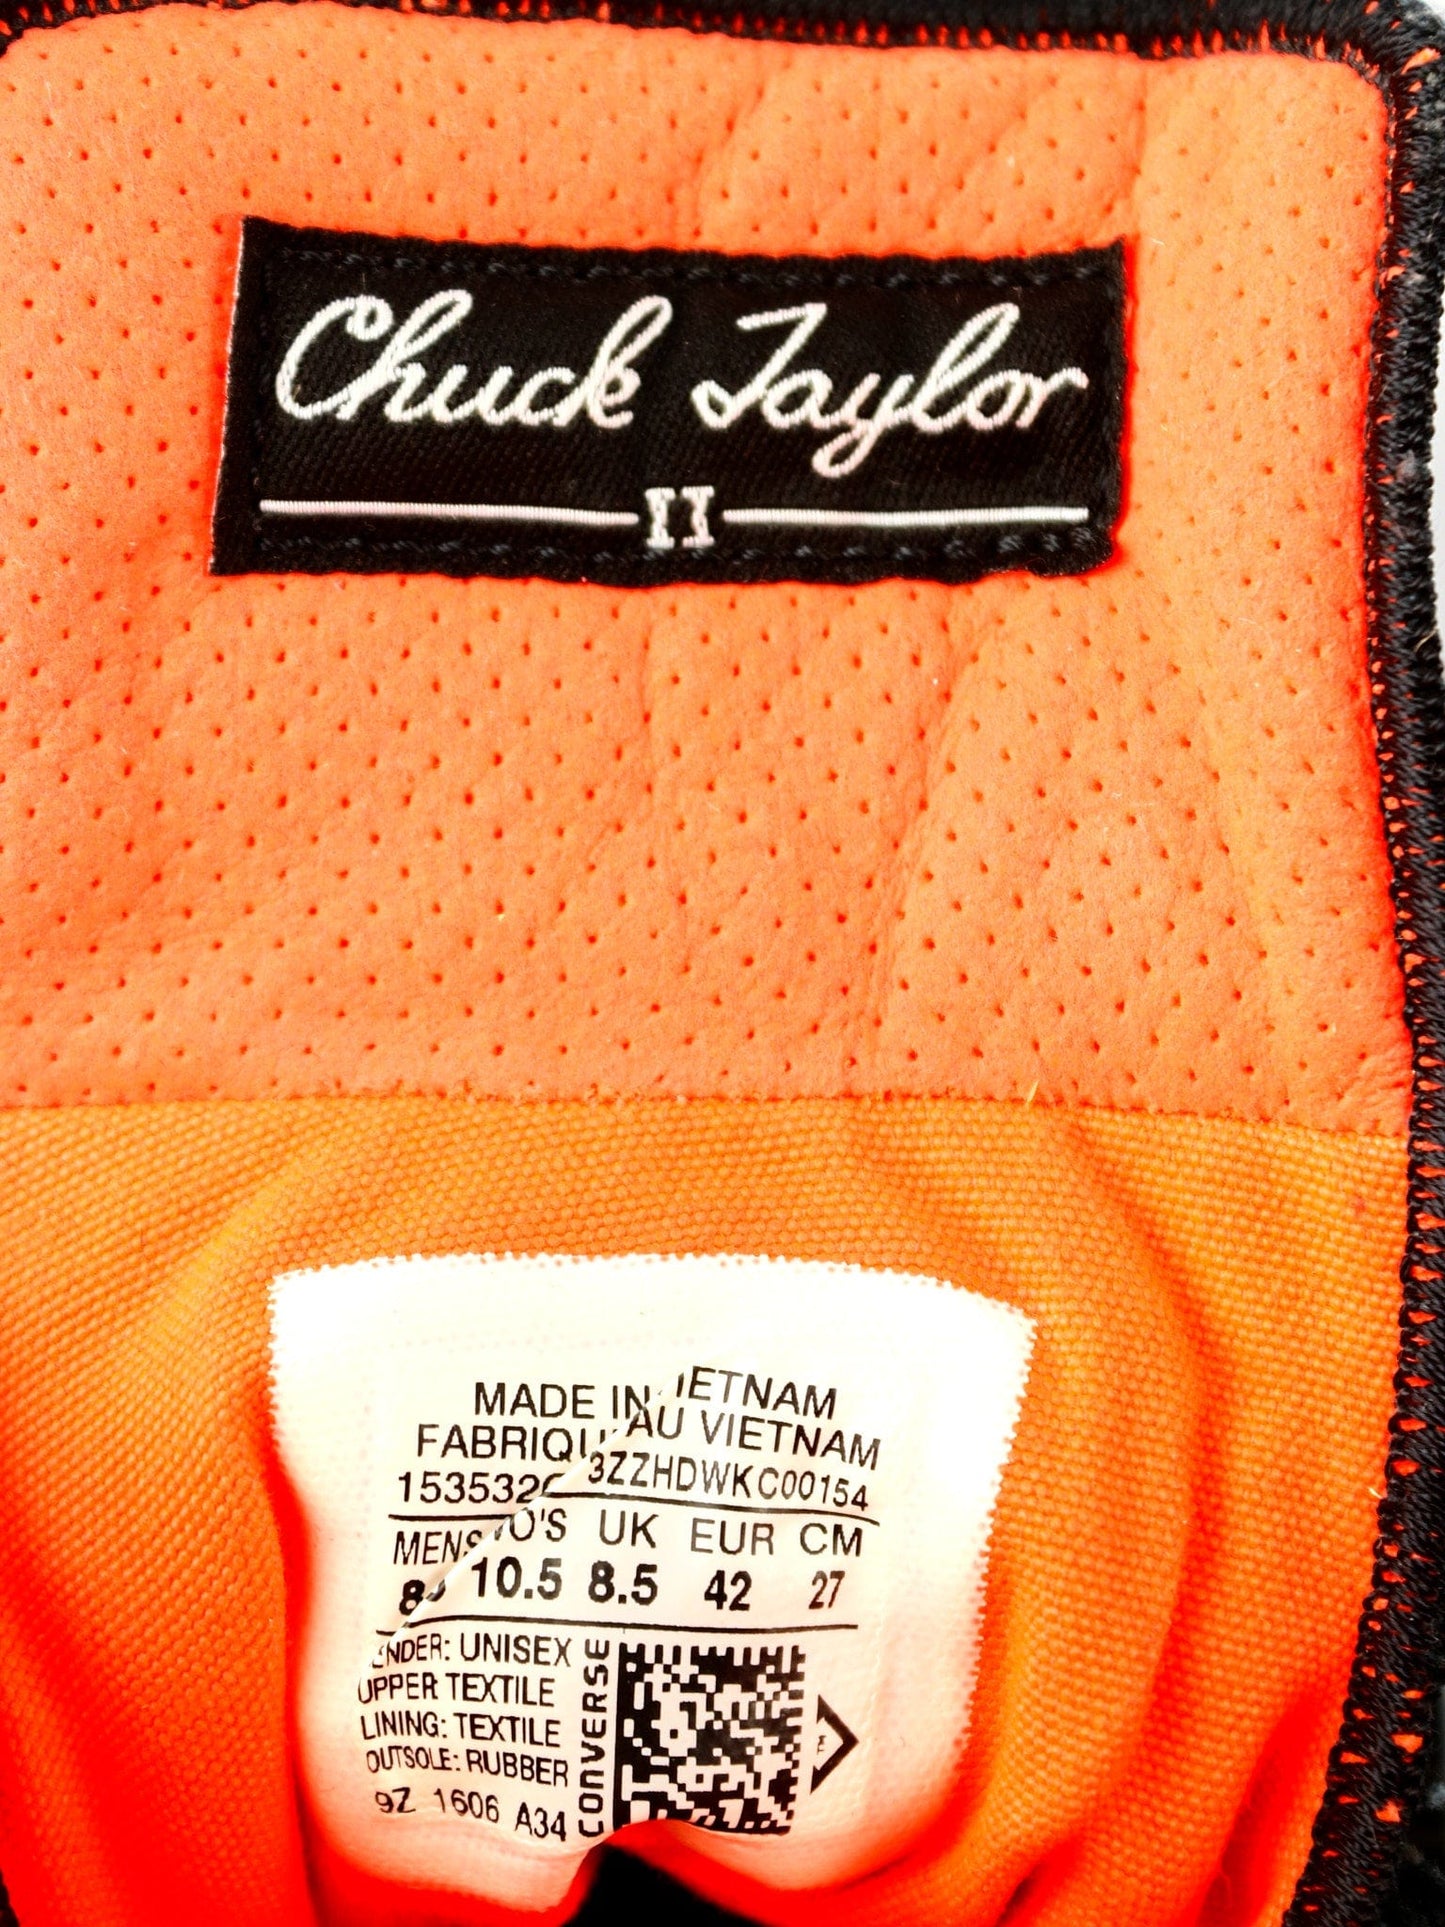 Chuck Taylor
II
MADE IN
FABRIQU AU VIETNAM
3ZZHDWKC00154
UK EUR CM
10.5 8.5 42 27
UNISEX
UPPER TEXTILE
LINING: TEXTILE
OUTSOLE: RUBBER
9Z 1606 A34
CONVERSE